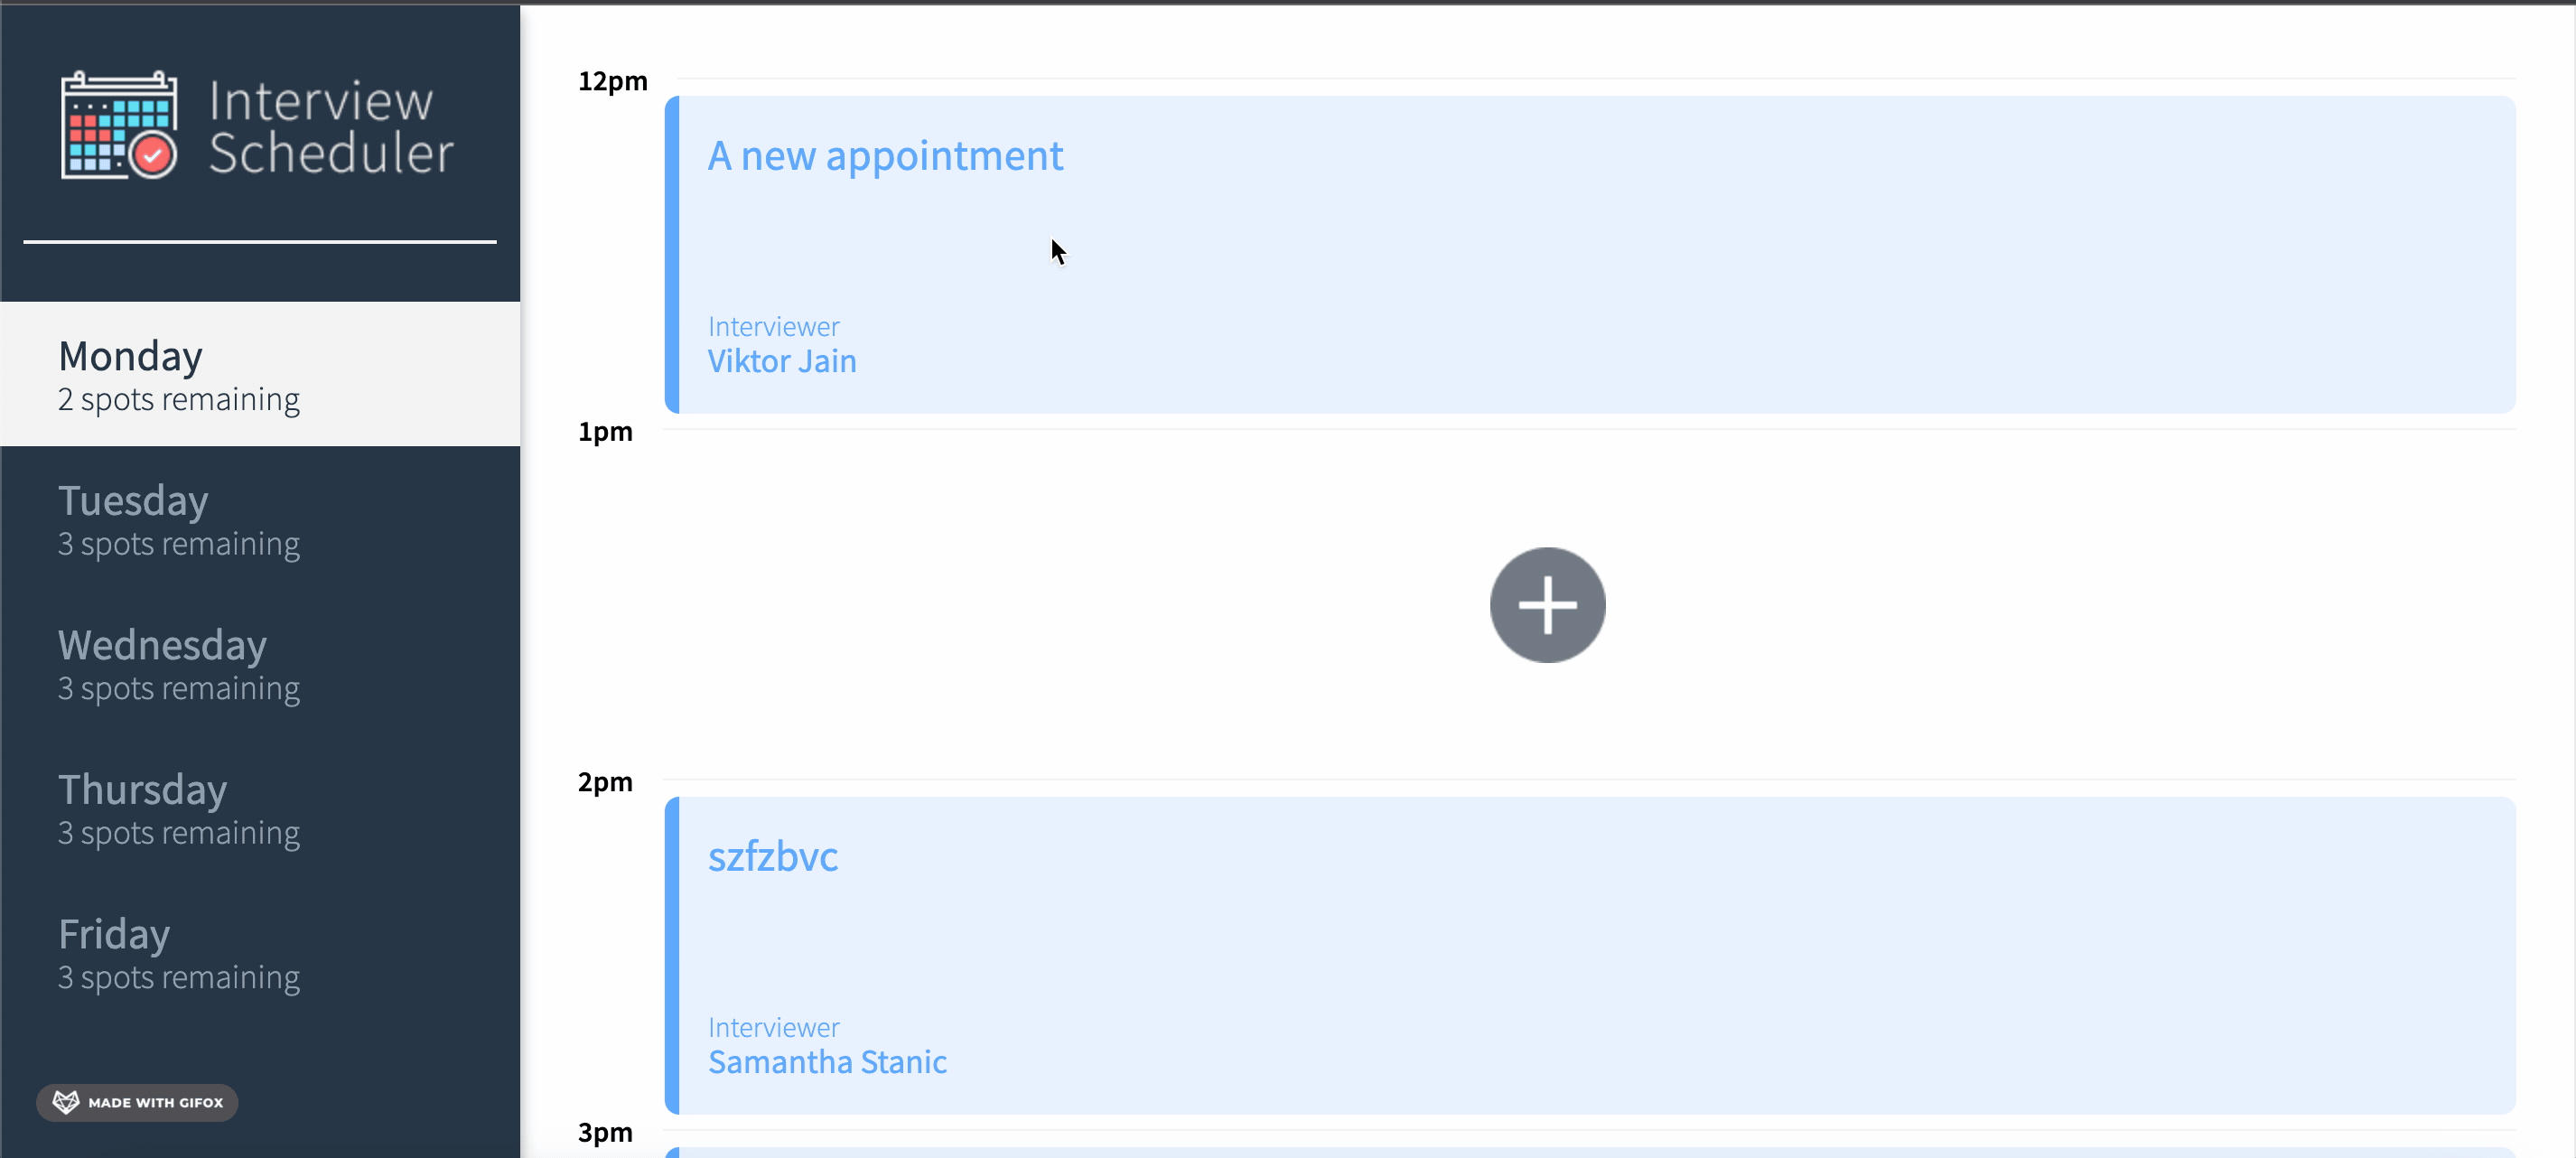 Interview
Scheduler
Monday
2 spots remaining
Tuesday
3 spots remaining
Wednesday
3 spots remaining
Thursday
3 spots remaining
Friday
3 spots remaining
MADE WITH GIFOX
12pm
A new appointment
Interviewer
Viktor Jain
1pm
2pm
szfzbvc
Interviewer
Samantha Stanic
3pm